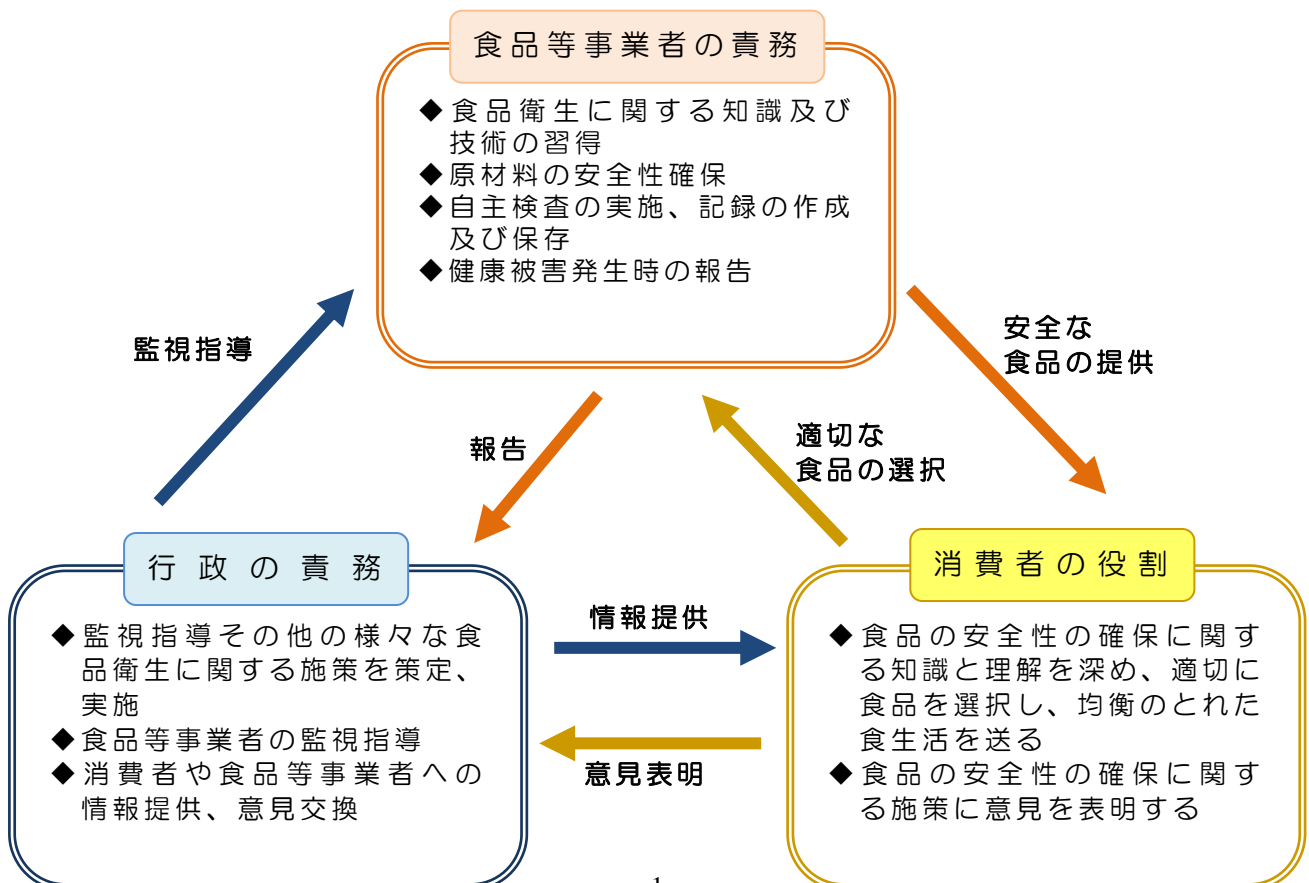 食品等事業者の責務
◆食品衛生に関する知識及び
技術の習得
◆原材料の安全性確保
◆自主検査の実施、記録の作成
及び保存
◆健康被害発生時の報告
監視指導
安全な
食品の提供
報告
適切な
食品の選択
行政の責務
◆監視指導その他の様々な食
品衛生に関する施策を策定、
実施
◆食品等事業者の監視指導
◆消費者や食品等事業者への
情報提供、意見交換
情報提供
意見表明
消費者の役割
◆食品の安全性の確保に関す
る知識と理解を深め、適切に
食品を選択し、均衡のとれた
食生活を送る
◆食品の安全性の確保に関す
る施策に意見を表明する
1